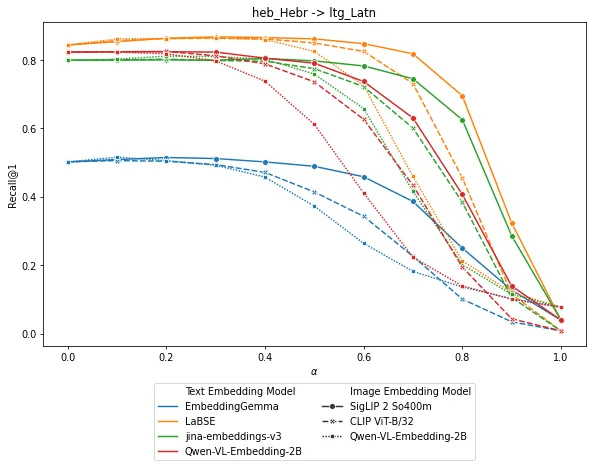 heb_Hebr -> ltg_Latn
Recall@1
0.8
0.6
0.4
0.2
0.0
0.0 0.2 0.4 0.6 0.8 1.0
α
Text Embedding Model Image Embedding Model
EmbeddingGemma SigLIP 2 So400m
LaBSE CLIP ViT-B/32
jina-embeddings-v3 Qwen-VL-Embedding-2B
Qwen-VL-Embedding-2B